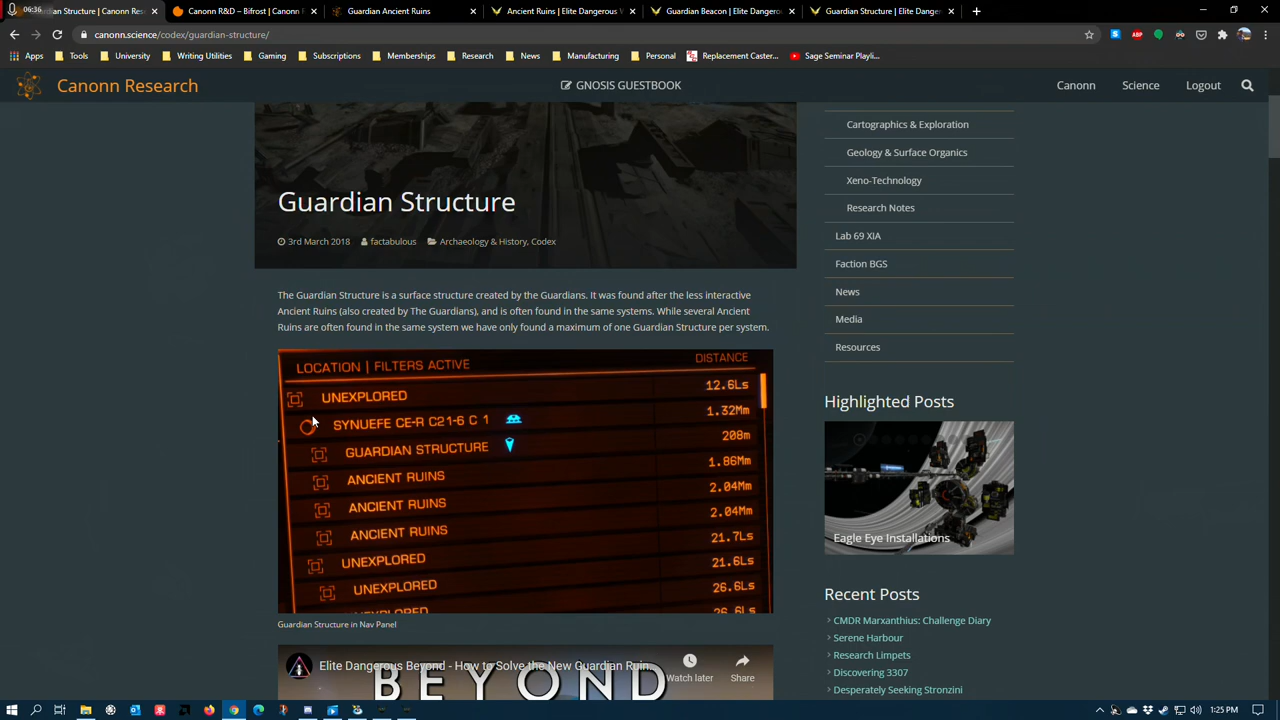 06:36
Guardian Structure | Canonn Res
Canonn R&D – Bifrost | Canonn
Guardian Ancient Ruins
Ancient Ruins | Elite Dangerous
Guardian Beacon | Elite Dangero
Guardian Structure | Elite Danger
canonn.science/codex/guardian-structure/
Apps Tools University Writing Utilities Gaming Subscriptions Memberships Research News Manufacturing Personal Replacement Caster... Sage Seminar Playli...
Canonn Research
GNOSIS GUESTBOOK
Canonn Science Logout
Guardian Structure
3rd March 2018 factabulous Archaeology & History, Codex
The Guardian Structure is a surface structure created by the Guardians. It was found after the less interactive
Ancient Ruins (also created by The Guardians), and is often found in the same systems. While several Ancient
Ruins are often found in the same system we have only found a maximum of one Guardian Structure per system.
LOCATION | FILTERS ACTIVE DISTANCE
UNEXPLORED 12.6Ls
SYNUEFE CE-R C21-6 C 1 1.32Mm
GUARDIAN STRUCTURE 208m
ANCIENT RUINS 1.86Mm
ANCIENT RUINS 2.04Mm
ANCIENT RUINS 2.04Mm
UNEXPLORED 21.7Ls
UNEXPLORED 21.6Ls
UNEXPLORED 26.6Ls
26.6Ls
Guardian Structure in Nav Panel
Elite Dangerous Beyond - How to Solve the New Guardian Ruin...
Watch later Share
BEYOND
Cartographics & Exploration
Geology & Surface Organics
Xeno-Technology
Research Notes
Lab 69 XIA
Faction BGS
News
Media
Resources
Highlighted Posts
Eagle Eye Installations
Recent Posts
CMDR Marxanthius: Challenge Diary
Serene Harbour
Research Limpets
Discovering 3307
Desperately Seeking Stronzini
1:25 PM